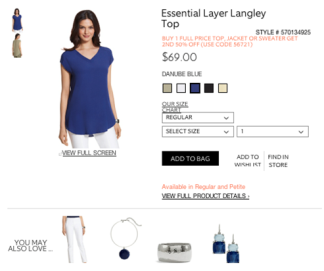 Essential Layer Langley
Top
STYLE # 570134925
BUY 1 FULL PRICE TOP, JACKET OR SWEATER GET
2ND 50% OFF (USE CODE 56721)
$69.00
DANUBE BLUE
OUR SIZE
CHART
REGULAR
SELECT SIZE
1
VIEW FULL SCREEN
ADD TO BAG
ADD TO
WISHLIST
FIND IN
STORE
Available in Regular and Petite
VIEW FULL PRODUCT DETAILS ›
YOU MAY
ALSO LOVE ...